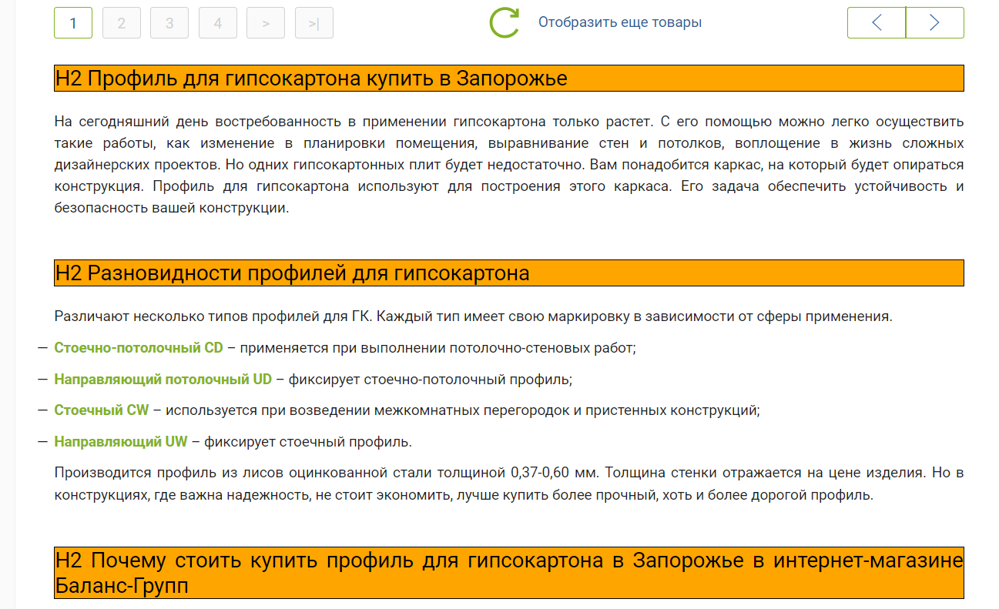 1 2 3 4 > >| Отобразить еще товары < >
H2 Профиль для гипсокартона купить в Запорожье
На сегодняшний день востребованность в применении гипсокартона только растет. С его помощью можно легко осуществить
такие работы, как изменение в планировки помещения, выравнивание стен и потолков, воплощение в жизнь сложных
дизайнерских проектов. Но одних гипсокартонных плит будет недостаточно. Вам понадобится каркас, на который будет опираться
конструкция. Профиль для гипсокартона используют для построения этого каркаса. Его задача обеспечить устойчивость и
безопасность вашей конструкции.
H2 Разновидности профилей для гипсокартона
Различают несколько типов профилей для ГК. Каждый тип имеет свою маркировку в зависимости от сферы применения.
— Стоечно-потолочный CD – применяется при выполнении потолочно-стеновых работ;
— Направляющий потолочный UD – фиксирует стоечно-потолочный профиль;
— Стоечный CW – используется при возведении межкомнатных перегородок и пристенных конструкций;
— Направляющий UW – фиксирует стоечный профиль.
Производится профиль из лисов оцинкованной стали толщиной 0,37-0,60 мм. Толщина стенки отражается на цене изделия. Но в
конструкциях, где важна надежность, не стоит экономить, лучше купить более прочный, хоть и более дорогой профиль.
H2 Почему стоить купить профиль для гипсокартона в Запорожье в интернет-магазине
Баланс-Групп